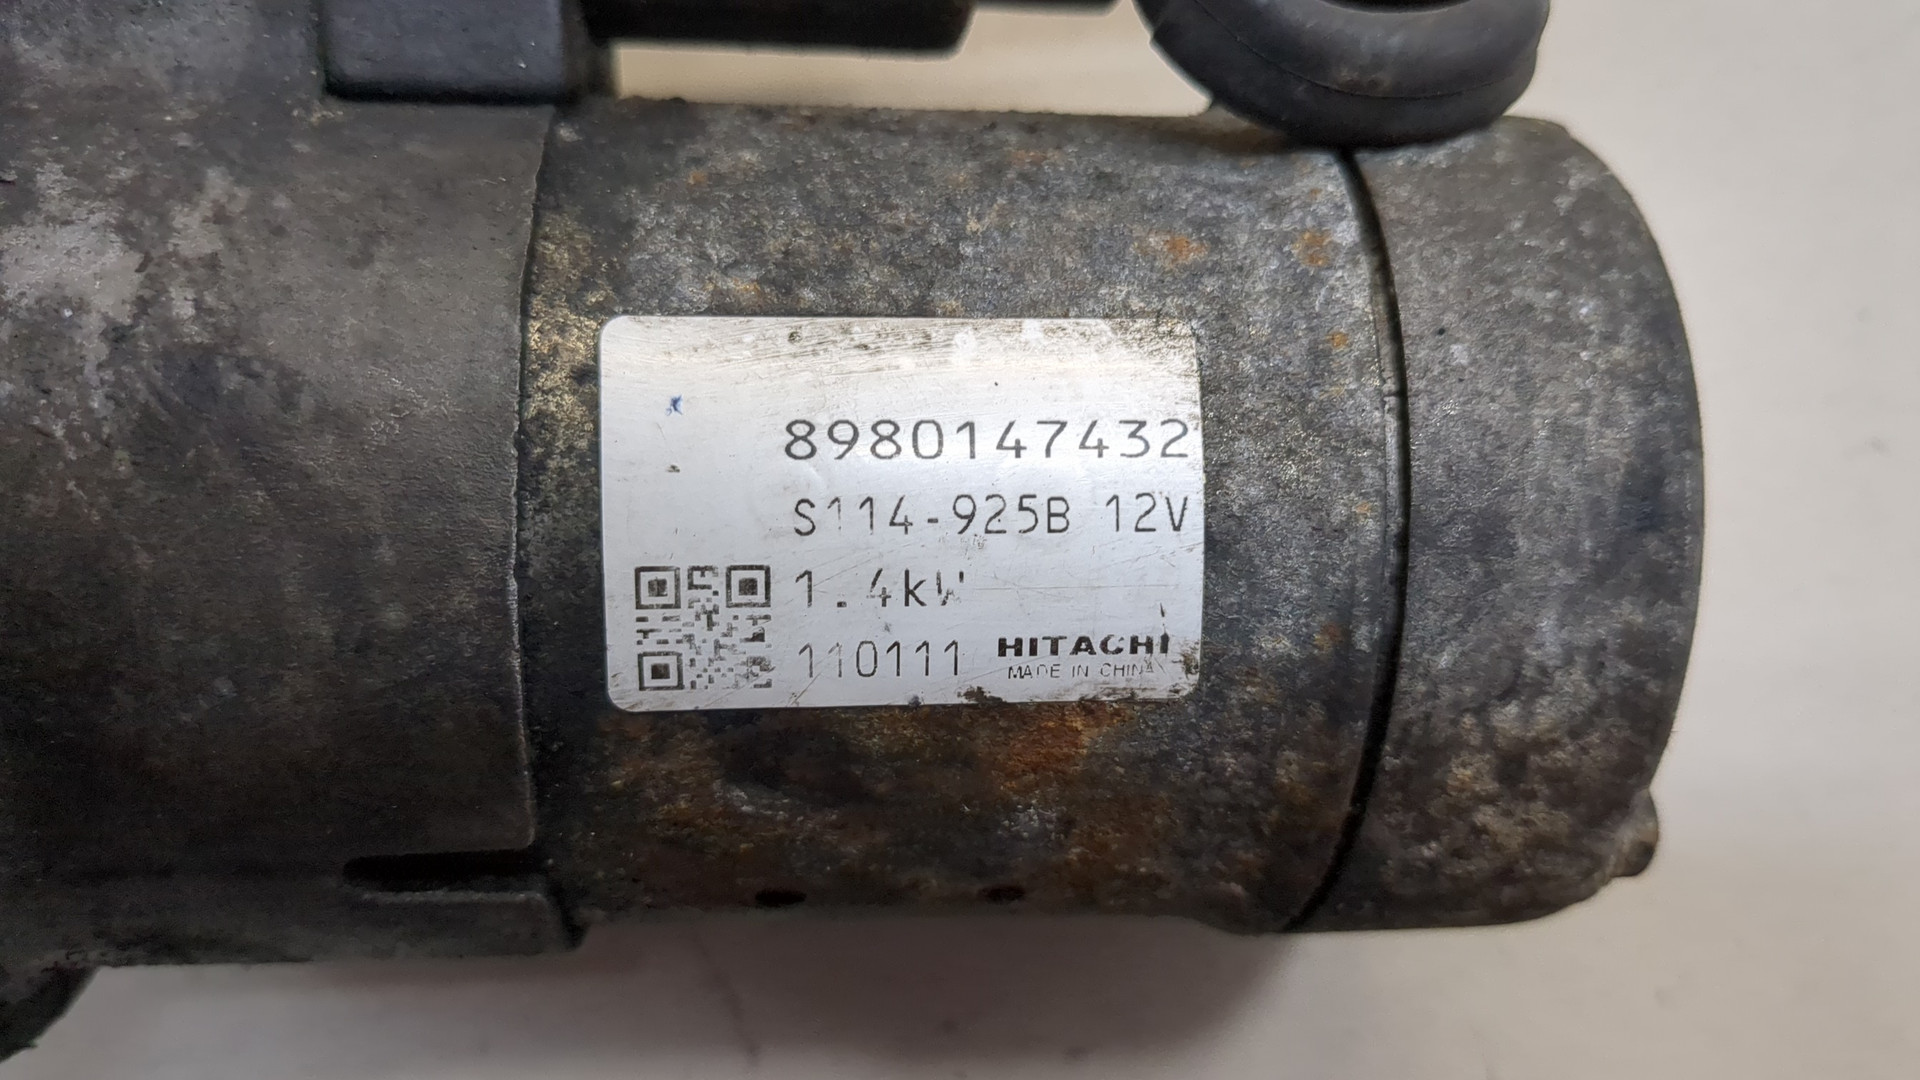 8980147432
S114-925B 12V
1.4kW
110111 HITACHI
MADE IN CHINA